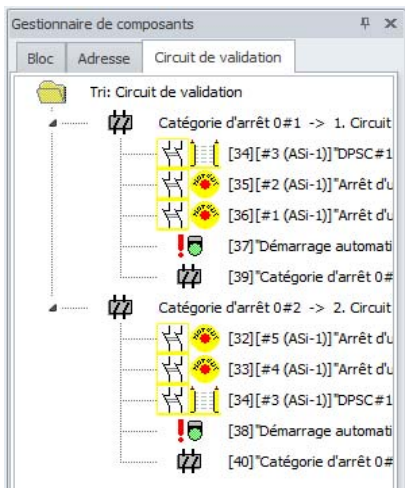 Gestionnaire de composants
Bloc Adresse Circuit de validation
Tri: Circuit de validation
Catégorie d'arrêt 0#1 -> 1. Circuit
[34][#3 (ASi-1)]"DPSC#1
[35][#2 (ASi-1)]"Arrêt d'u
[36][#1 (ASi-1)]"Arrêt d'u
[37]"Démarrage automati
[39]"Catégorie d'arrêt 0#
Catégorie d'arrêt 0#2 -> 2. Circuit
[32][#5 (ASi-1)]"Arrêt d'u
[33][#4 (ASi-1)]"Arrêt d'u
[34][#3 (ASi-1)]"DPSC#1
[38]"Démarrage automati
[40]"Catégorie d'arrêt 0#